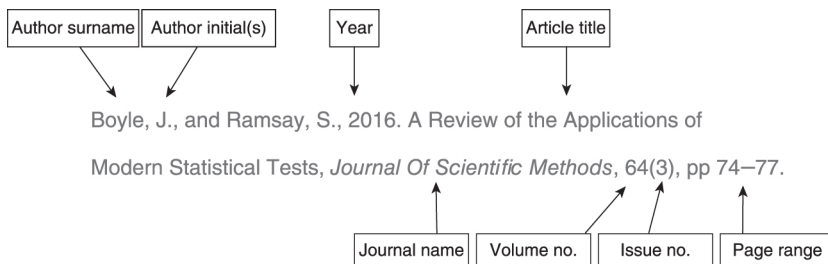 Author surname Author initial(s) Year Article title
Boyle, J., and Ramsay, S., 2016. A Review of the Applications of
Modern Statistical Tests, Journal Of Scientific Methods, 64(3), pp 74–77.
Journal name Volume no. Issue no. Page range